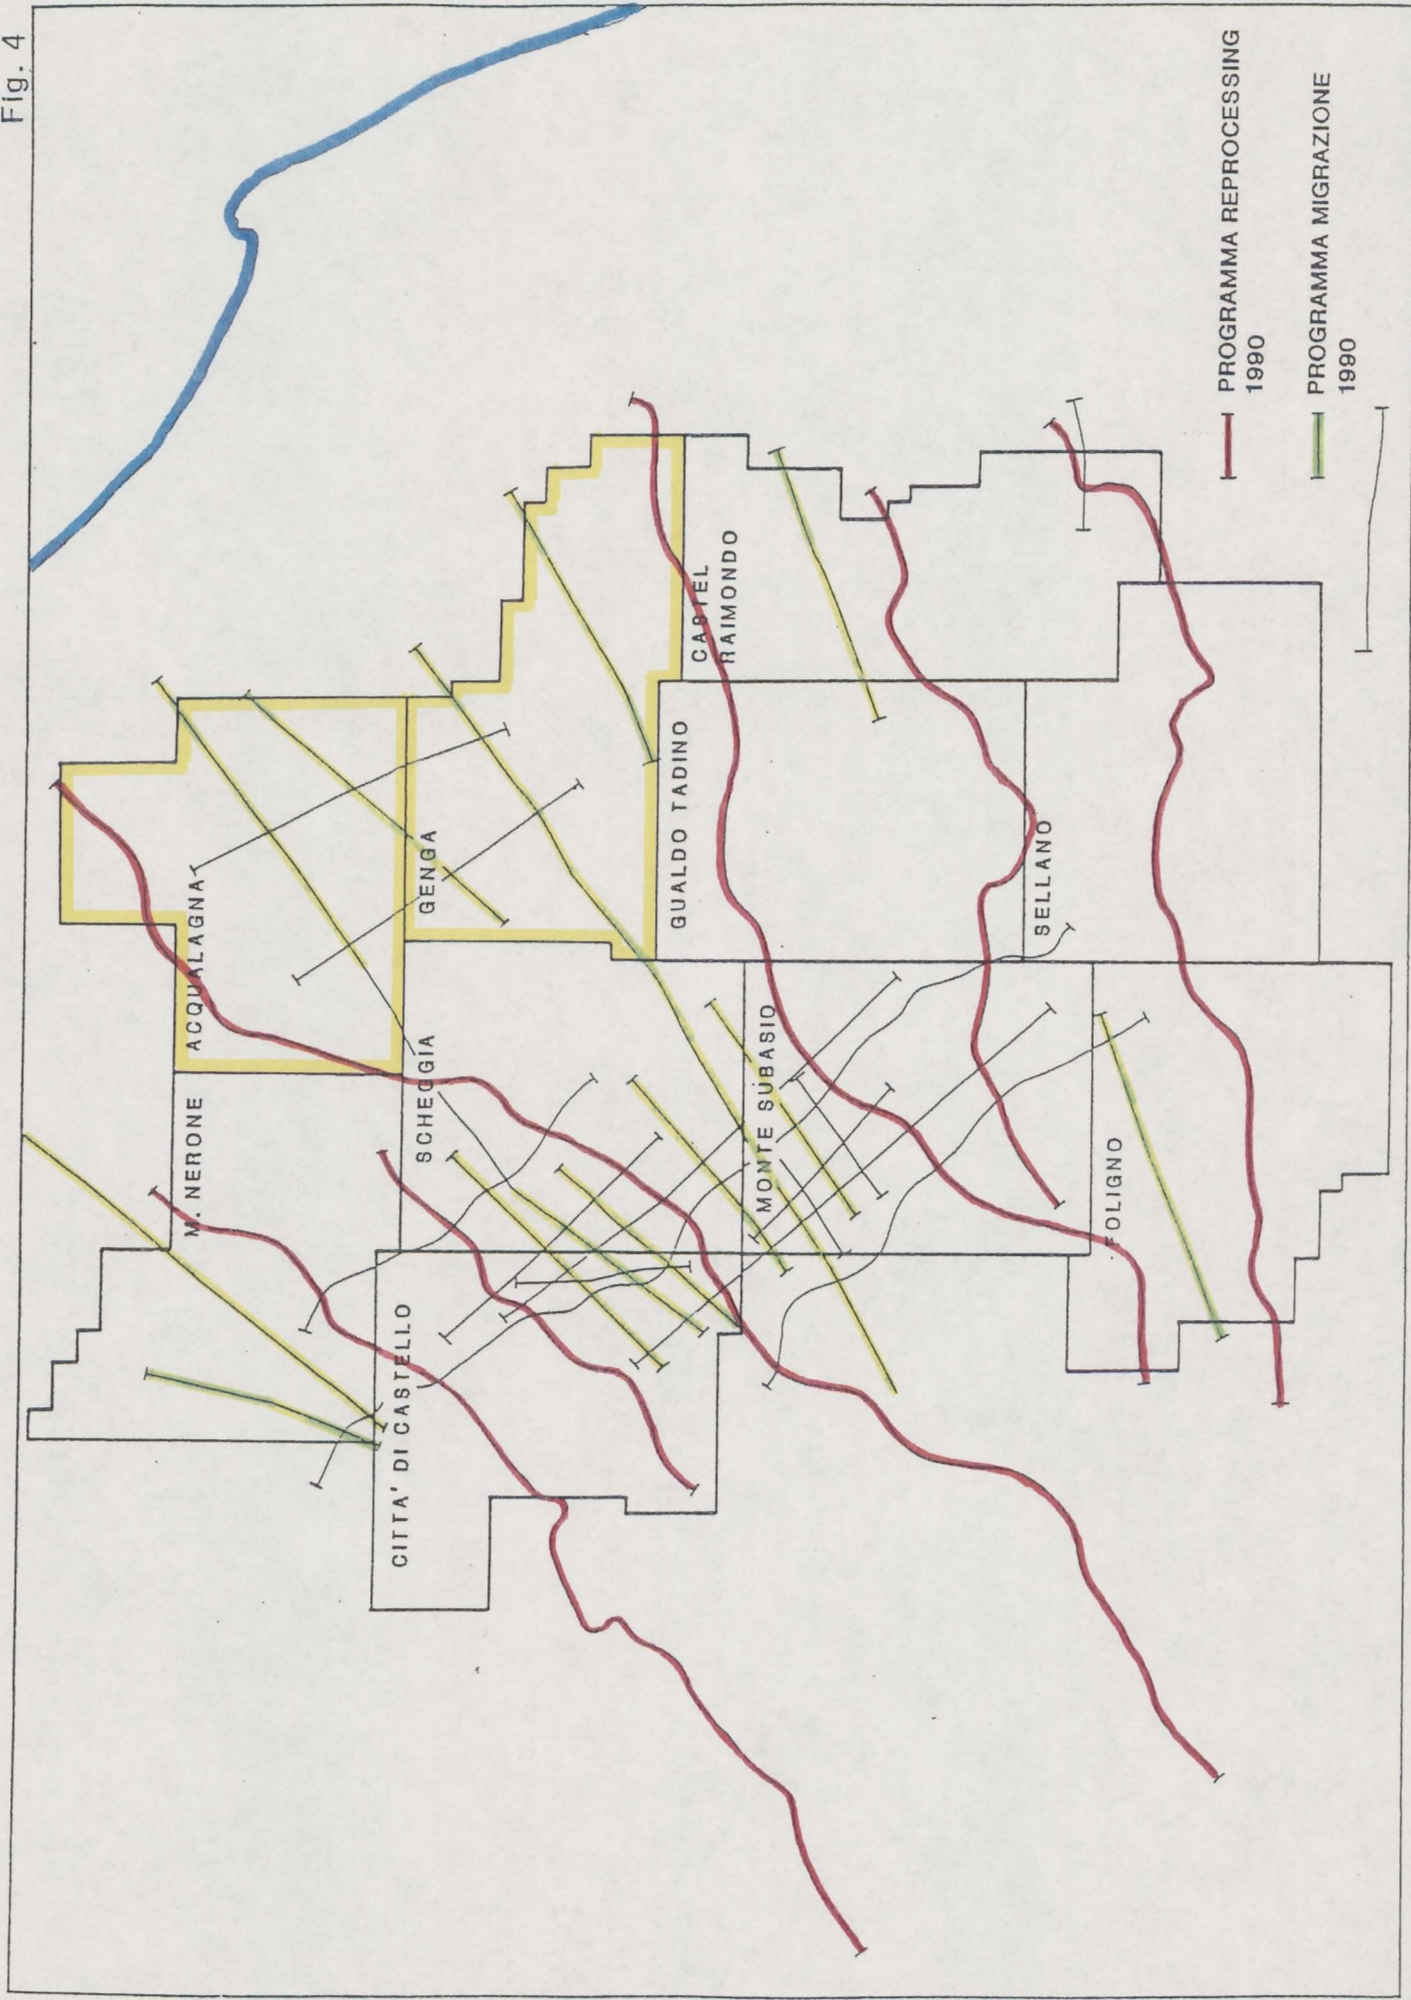 Fig. 4
M. NERONE
ACQUALAGNA
CITTA' DI CASTELLO
SCHEGGIA
GENGA
GUALDO TADINO
CASTEL
RAIMONDO
MONTE SUBASIO
SELLANO
FOLIGNO
PROGRAMMA REPROCESSING
1990
PROGRAMMA MIGRAZIONE
1990